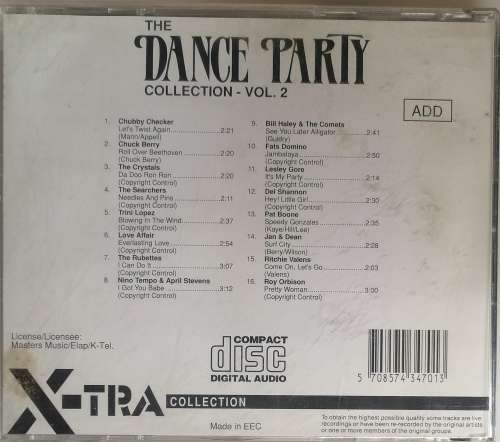 THE
DANCE PARTY
COLLECTION - VOL. 2
ADD
1. Chubby Checker
Let's Twist Again..........2:21
(Mann/Appell)
2. Chuck Berry
Roll Over Beethoven..........2:20
(Chuck Berry)
3. The Crystals
Da Doo Ron Ron..........2:20
(Copyright Control)
4. The Searchers
Needles And Pins..........2:11
(Copyright Control)
5. Trini Lopez
Blowing In The Wind..........2:37
(Copyright Control)
6. Love Affair
Everlasting Love..........2:54
(Copyright Control)
7. The Rubettes
I Can Do It..........3:07
(Copyright Control)
8. Nino Tempo & April Stevens
I Got You Babe..........3:12
(Copyright Control)
9. Bill Haley & The Comets
See You Later Alligator..........2:41
(Guidry)
10. Fats Domino
Jambalaya..........2:50
(Copyright Control)
11. Lesley Gore
It's My Party..........2:14
(Copyright Control)
12. Del Shannon
Hey! Little Girl..........2:30
(Copyright Control)
13. Pat Boone
Speedy Gonzales..........2:35
(Kaye/Hill/Lee)
14. Jan & Dean
Surf City..........2:28
(Berry/Wilson)
15. Ritchie Valens
Come On, Let's Go..........2:03
(Valens)
16. Roy Orbison
Pretty Woman..........3:00
(Copyright Control)
License/Licensee:
Masters Music/Elap/K-Tel.
COMPACT
disc
DIGITAL AUDIO
5 708574 347013
X-TRA COLLECTION
Made in EEC
To obtain the highest possible quality some tracks are live
recordings or have been re-recorded by the original artists
or one or more members of the original groups.